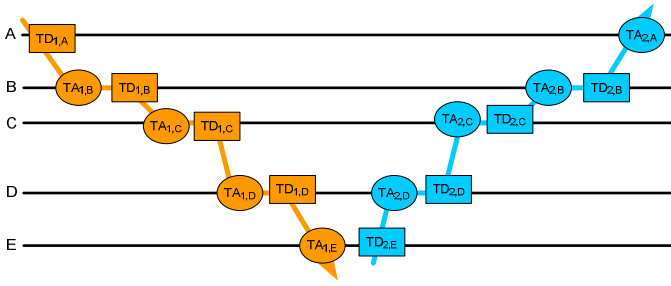 A
TD1,A
TA2,A
B
TA1,B
TD1,B
TA2,B
TD2,B
C
TA1,C
TD1,C
TA2,C
TD2,C
D
TA1,D
TD1,D
TA2,D
TD2,D
E
TA1,E
TD2,E